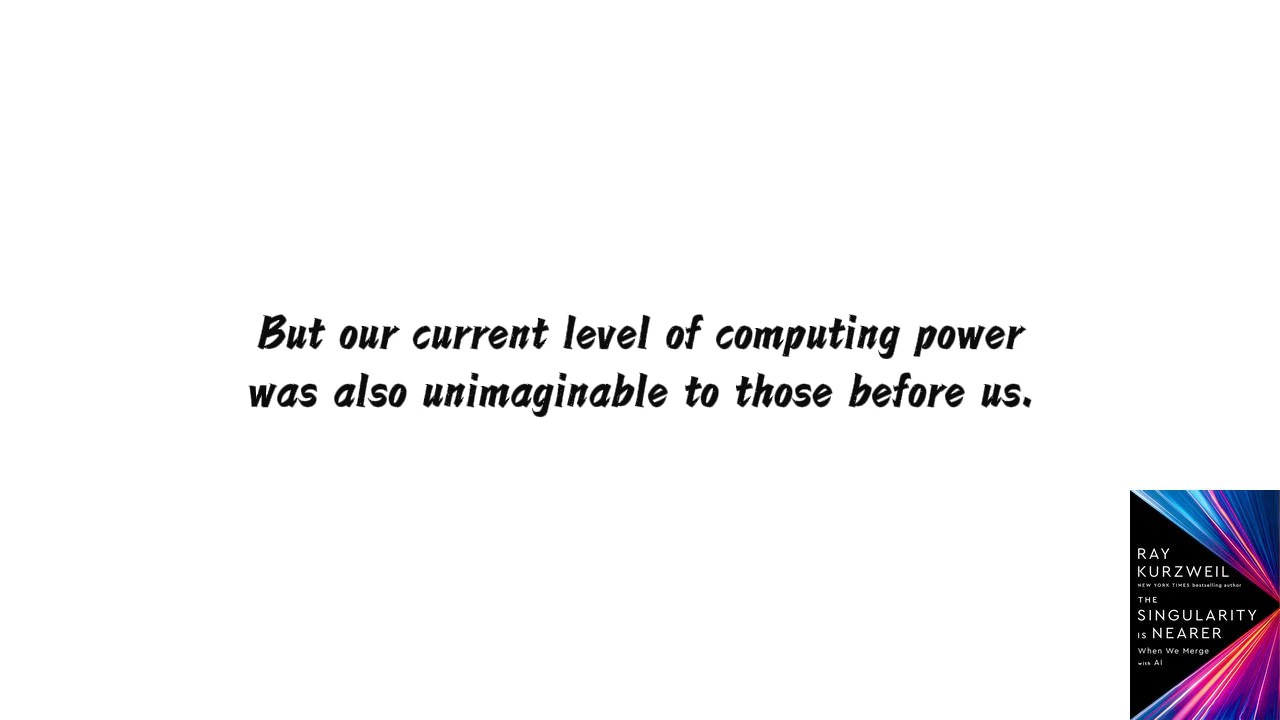 But our current level of computing power
was also unimaginable to those before us.
RAY
KURZWEIL
NEW YORK TIMES bestselling author
THE
SINGULARITY
IS NEARER
When We Merge
with AI